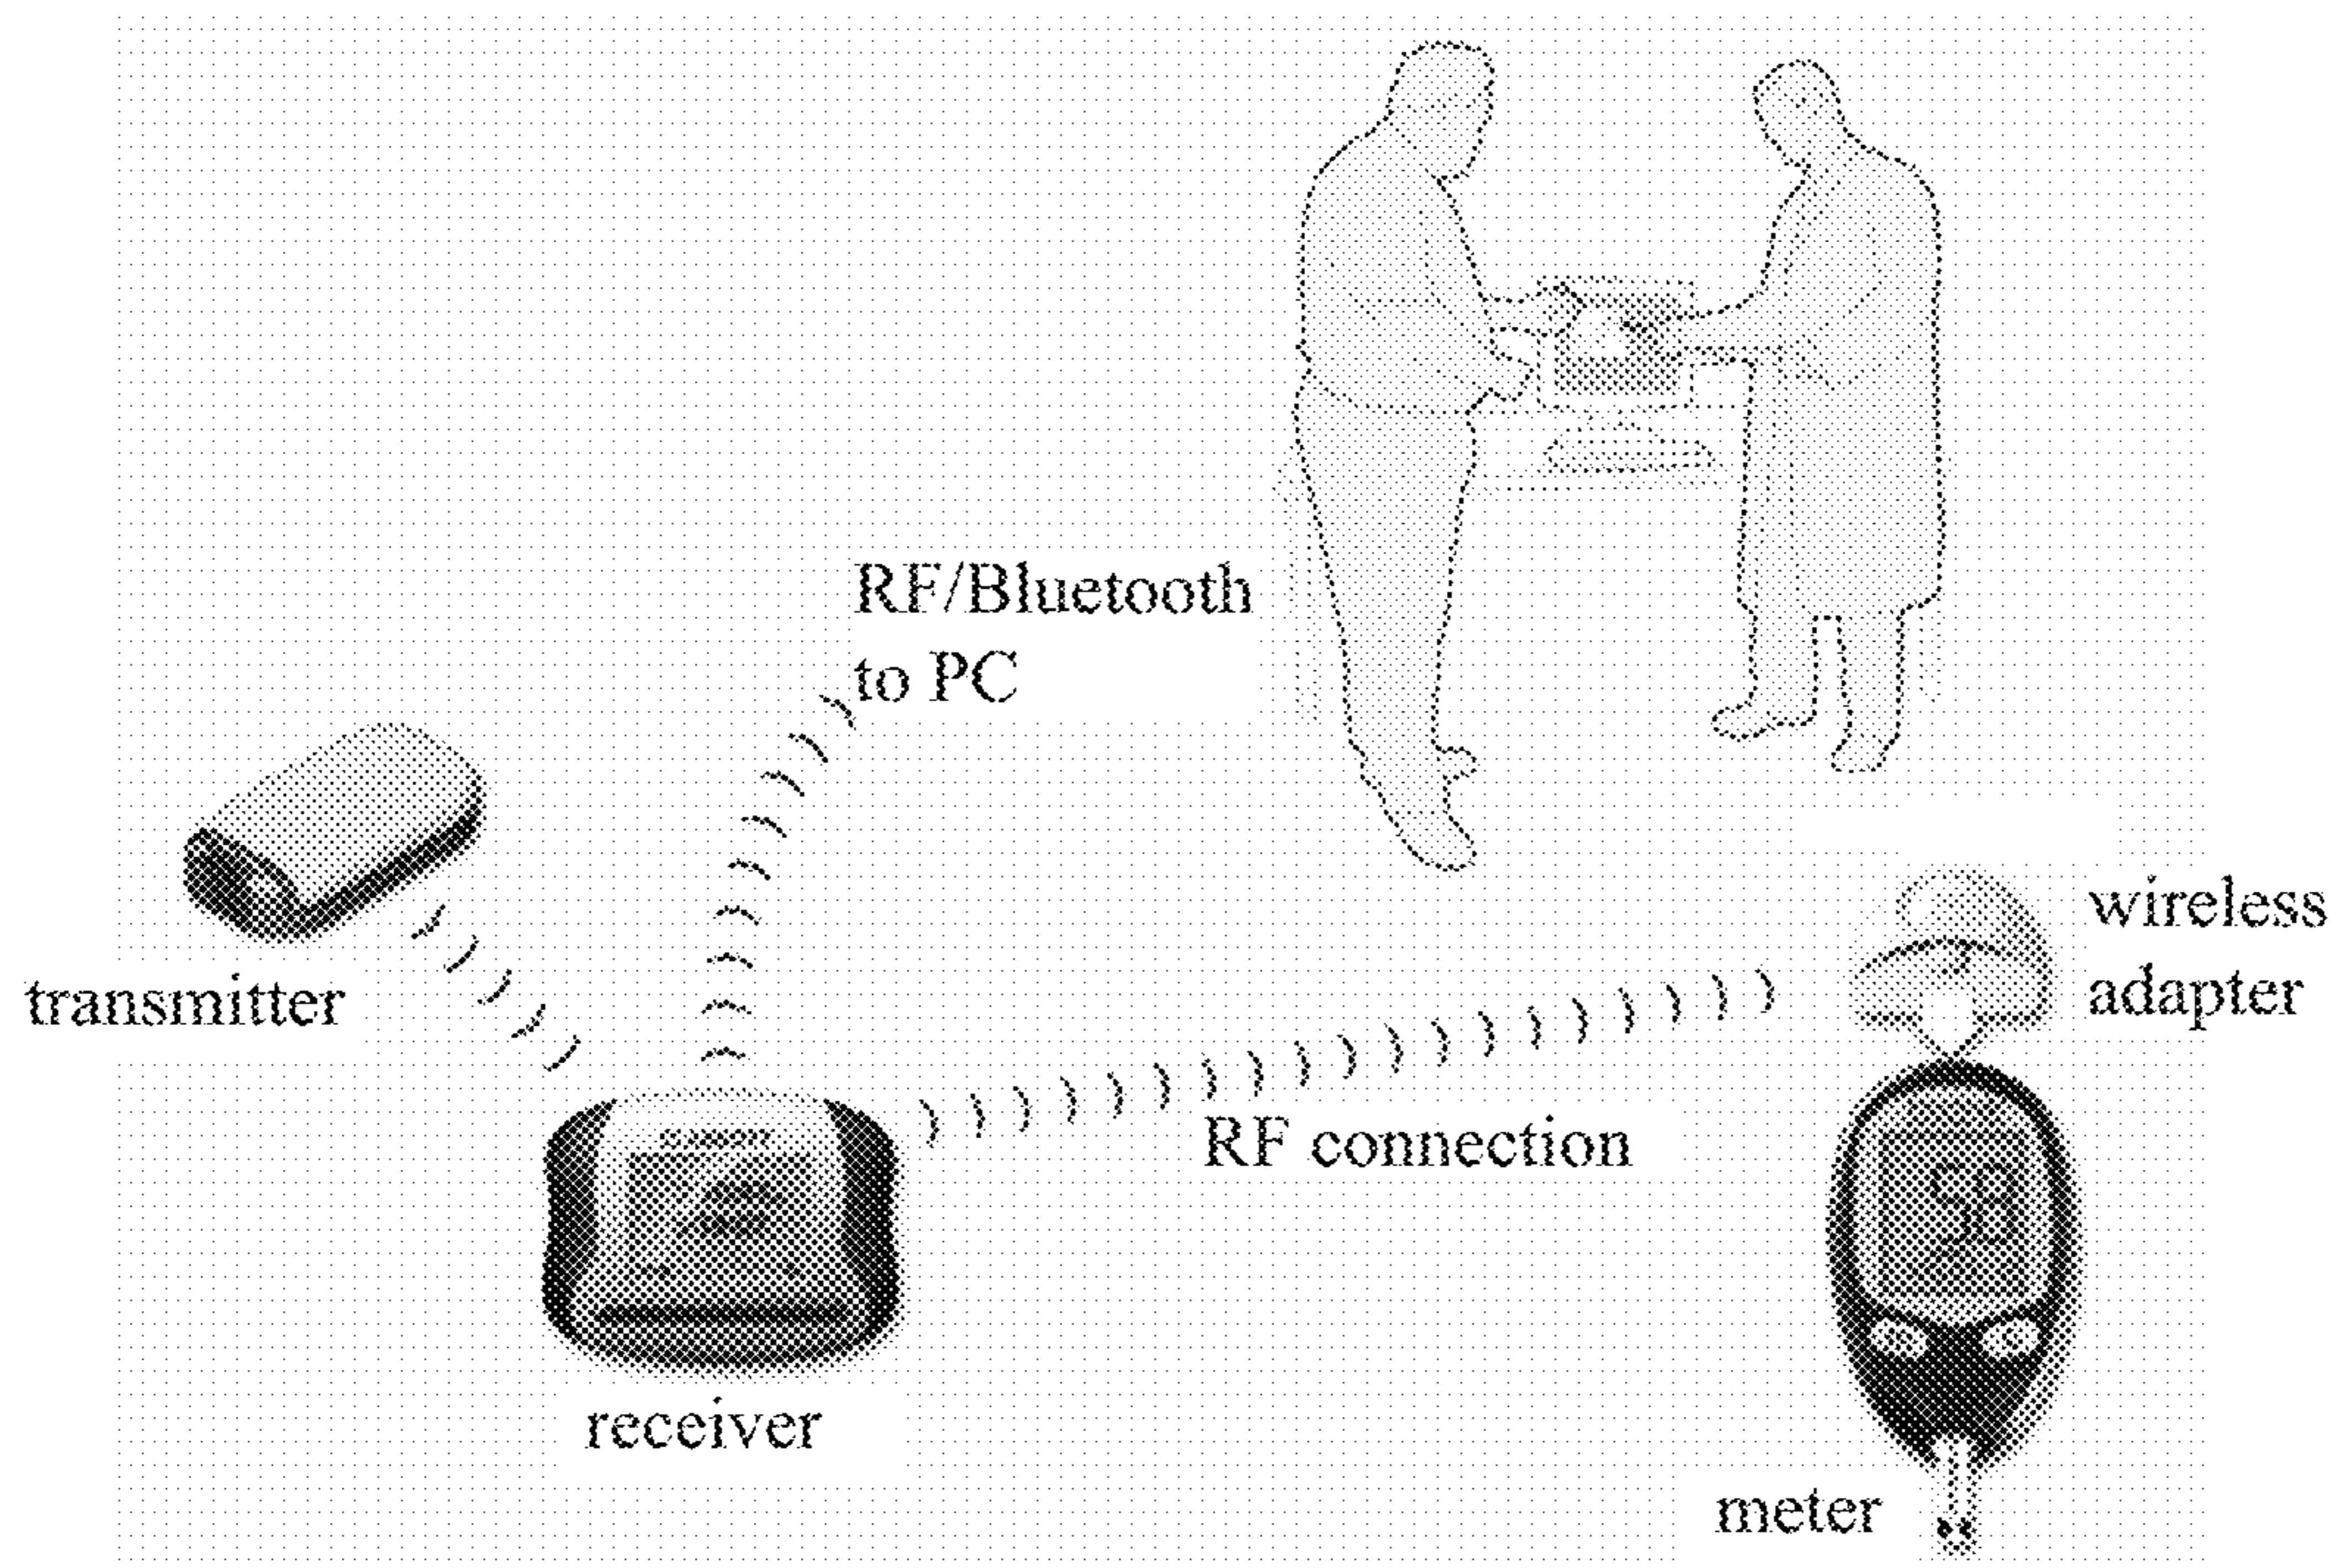 RF/Bluetooth
to PC
transmitter
wireless
adapter
RF connection
receiver
meter